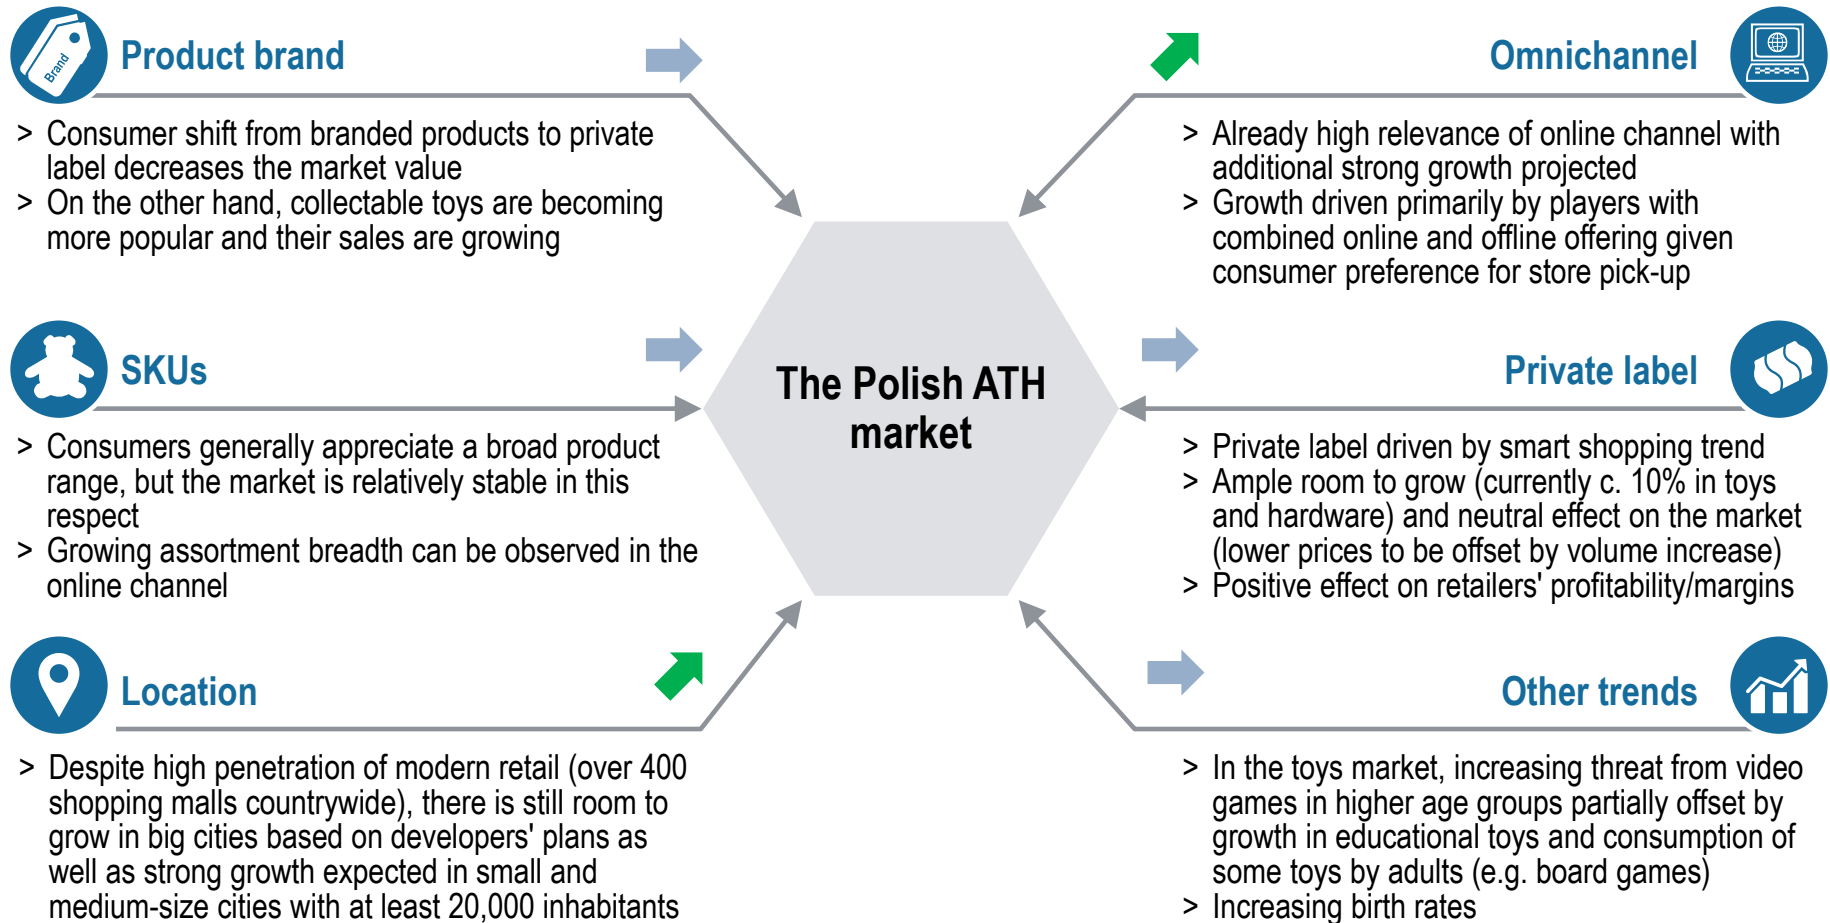 Brand
Product brand
> Consumer shift from branded products to private
label decreases the market value
> On the other hand, collectable toys are becoming
more popular and their sales are growing
SKUs
> Consumers generally appreciate a broad product
range, but the market is relatively stable in this
respect
> Growing assortment breadth can be observed in the
online channel
Location
> Despite high penetration of modern retail (over 400
shopping malls countrywide), there is still room to
grow in big cities based on developers' plans as
well as strong growth expected in small and
medium-size cities with at least 20,000 inhabitants
The Polish ATH
market
Omnichannel
> Already high relevance of online channel with
additional strong growth projected
> Growth driven primarily by players with
combined online and offline offering given
consumer preference for store pick-up
Private label
> Private label driven by smart shopping trend
> Ample room to grow (currently c. 10% in toys
and hardware) and neutral effect on the market
(lower prices to be offset by volume increase)
> Positive effect on retailers' profitability/margins
Other trends
> In the toys market, increasing threat from video
games in higher age groups partially offset by
growth in educational toys and consumption of
some toys by adults (e.g. board games)
> Increasing birth rates